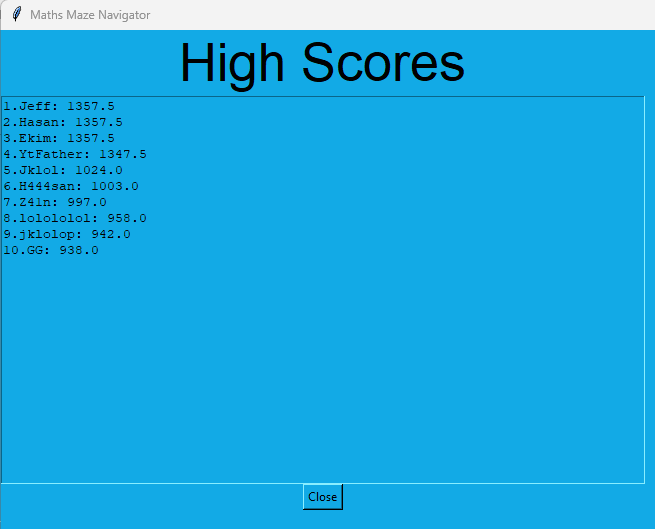 Maths Maze Navigator
High Scores
1.Jeff: 1357.5
2.Hasan: 1357.5
3.Ekim: 1357.5
4.YtFather: 1347.5
5.Jklol: 1024.0
6.H444san: 1003.0
7.Z41n: 997.0
8.lolololol: 958.0
9.jklolop: 942.0
10.GG: 938.0
Close